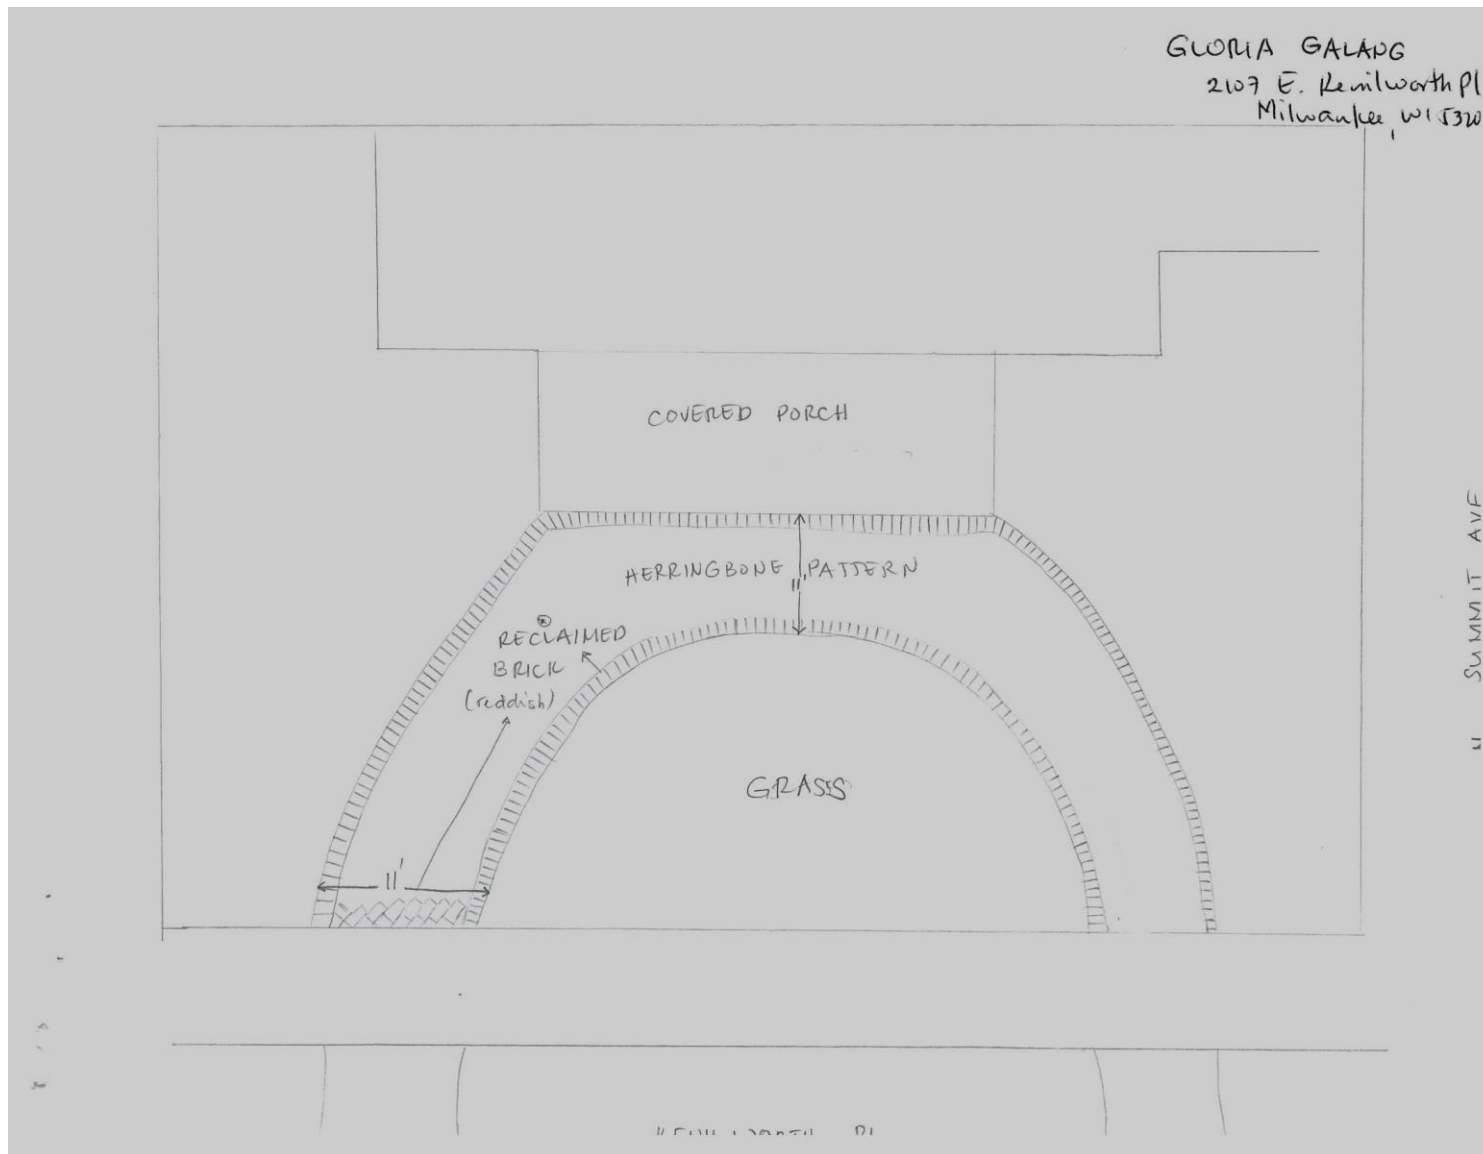 GLORIA GALANG
2107 E. Kenilworth Pl
Milwaukee, WI 5320
COVERED PORCH
HERRINGBONE PATTERN
11'
RECLAIMED
BRICK
(reddish)
GRASS
11'
N SUMMIT AVE